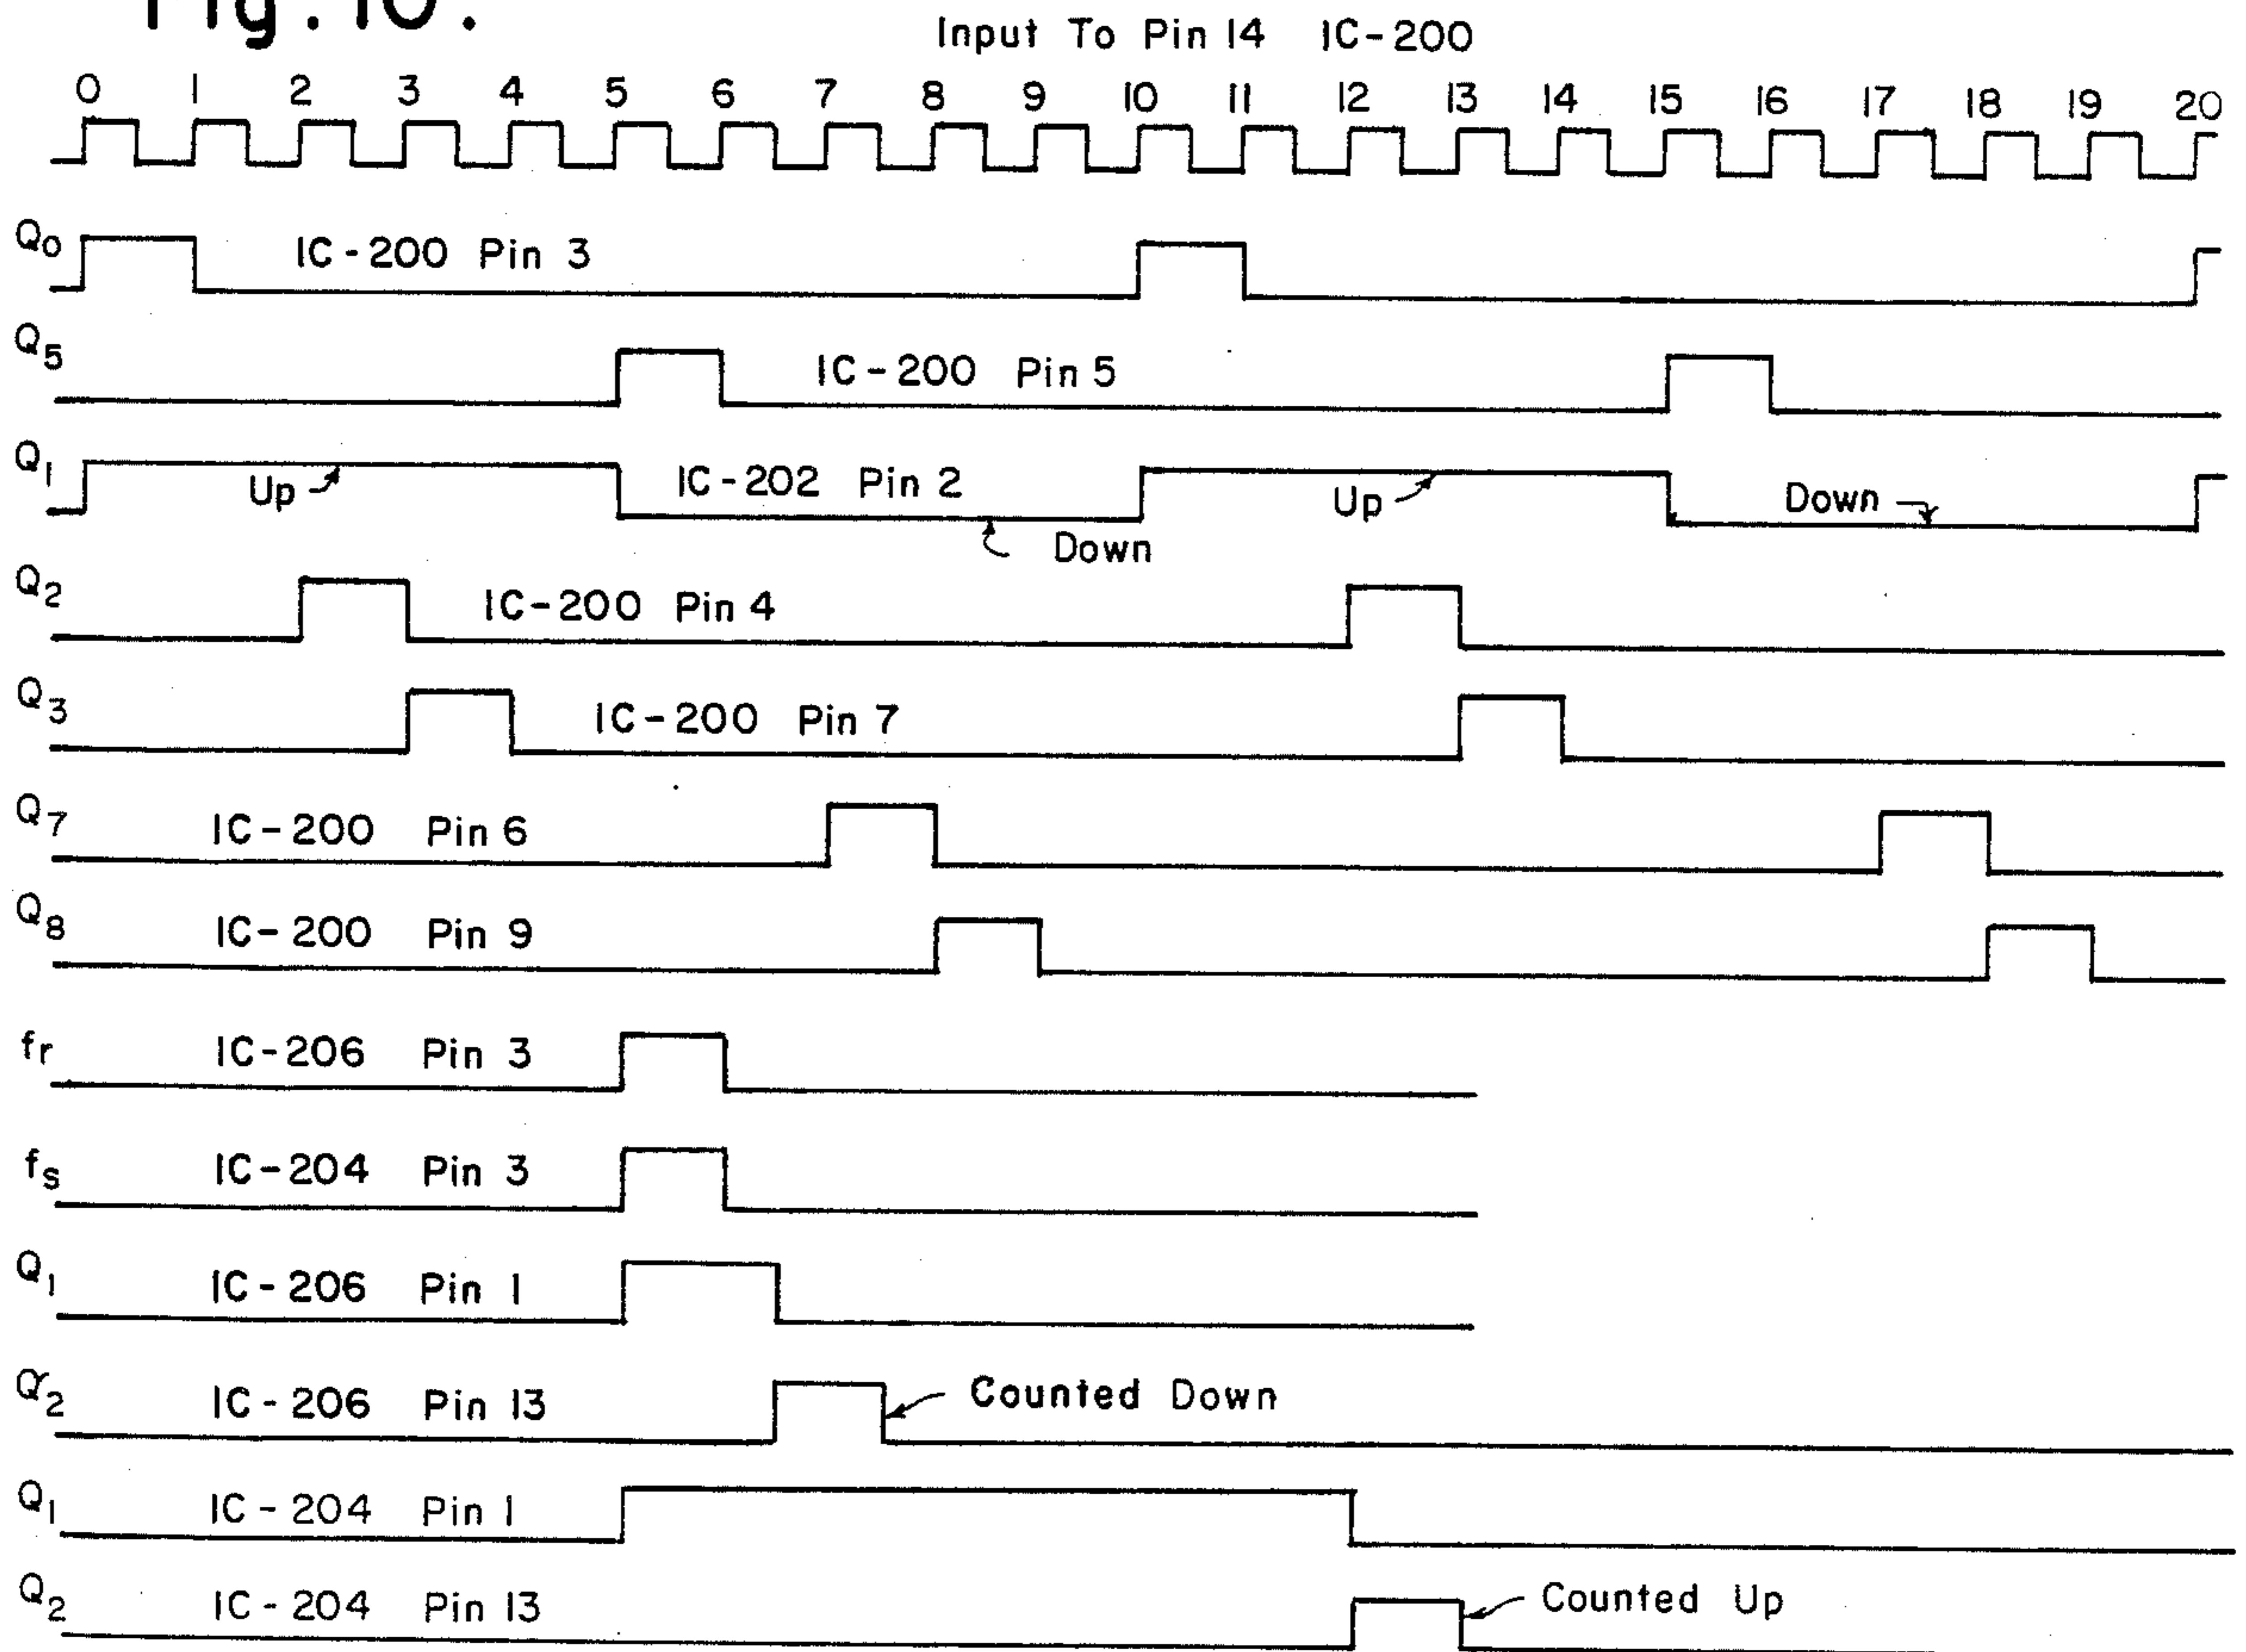 Fig. 10.
Input To Pin 14 IC-200
0 1 2 3 4 5 6 7 8 9 10 11 12 13 14 15 16 17 18 19 20
Q0 IC-200 Pin 3
Q5 IC-200 Pin 5
Q1 Up IC-202 Pin 2 Down Up Down
Q2 IC-200 Pin 4
Q3 IC-200 Pin 7
Q7 IC-200 Pin 6
Q8 IC-200 Pin 9
fr IC-206 Pin 3
fs IC-204 Pin 3
Q1 IC-206 Pin 1
Q2 IC-206 Pin 13 Counted Down
Q1 IC-204 Pin 1
Q2 IC-204 Pin 13 Counted Up